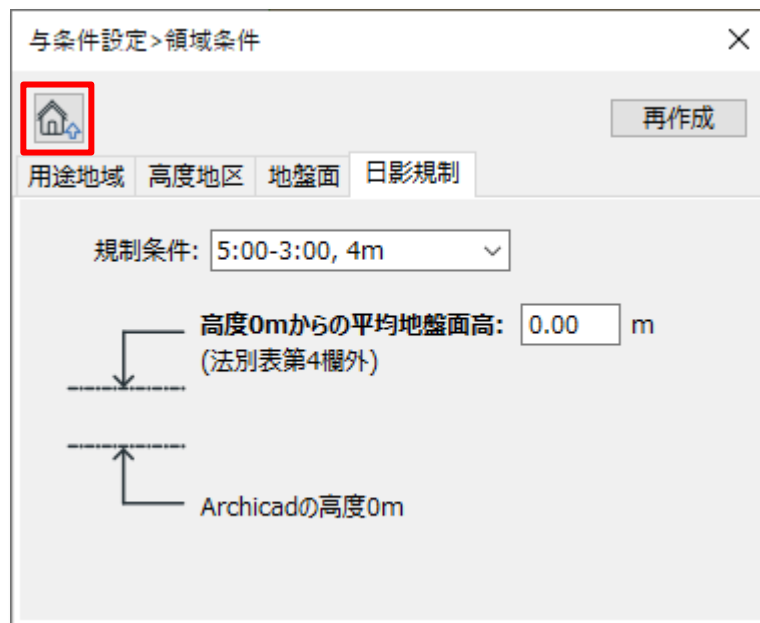 与条件設定>領域条件
再作成
用途地域 高度地区 地盤面 日影規制
規制条件: 5:00-3:00, 4m
高度0mからの平均地盤面高: 0.00 m
(法別表第4欄外)
Archicadの高度0m